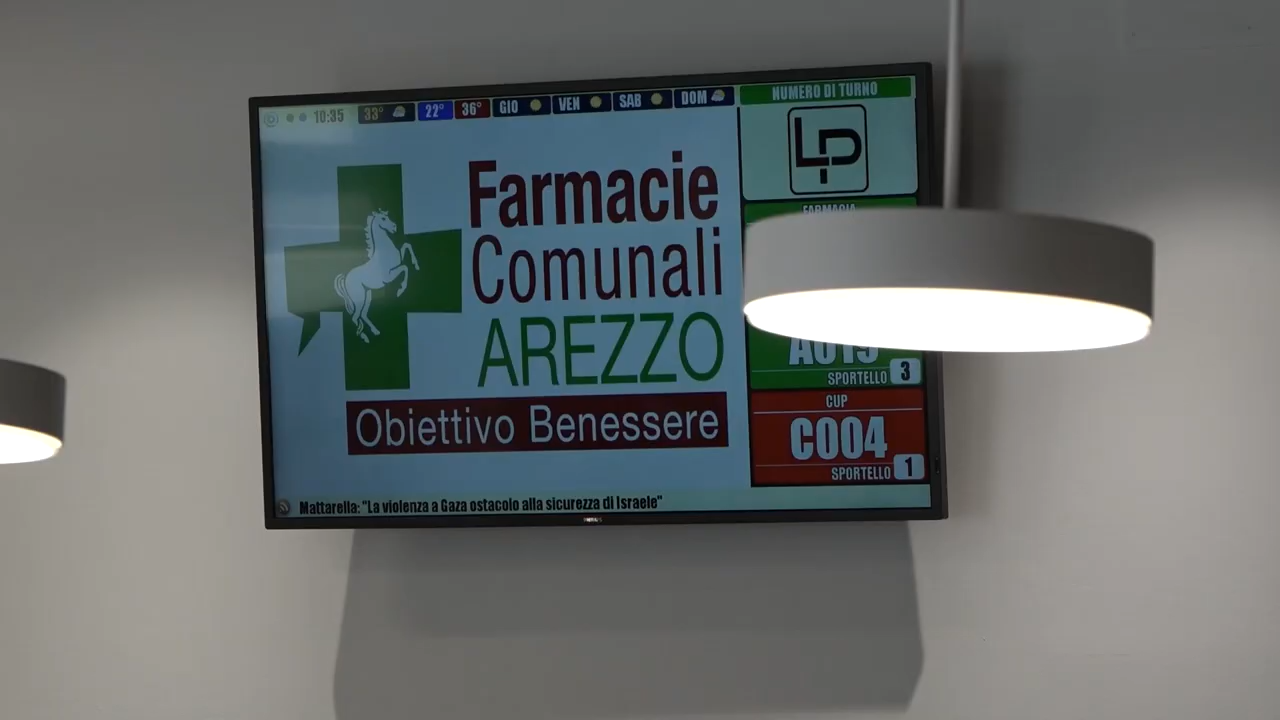 10:35 33° 22° 36° GIO VEN SAB DOM
NUMERO DI TURNO
LP
Farmacie
Comunali
AREZZO
Obiettivo Benessere
FARMACIA
SPORTELLO 3
CUP
C004
SPORTELLO 1
Mattarella: "La violenza a Gaza ostacolo alla sicurezza di Israele"